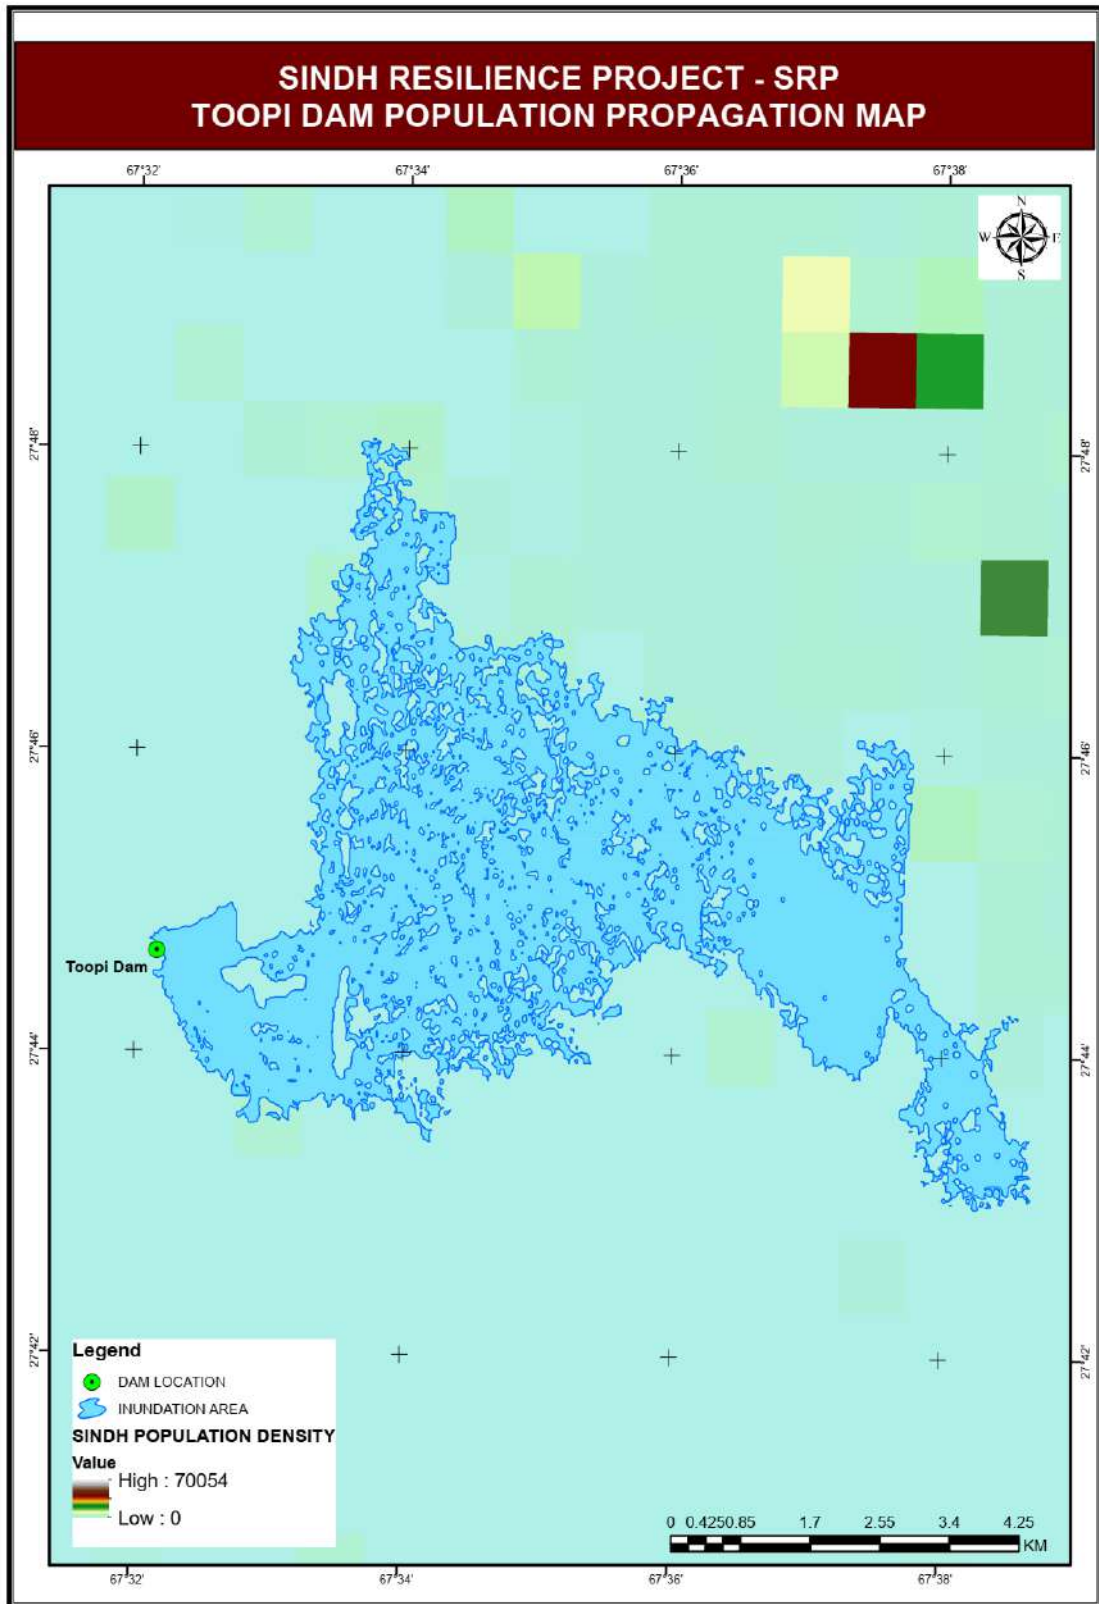 SINDH RESILIENCE PROJECT - SRP
TOOPI DAM POPULATION PROPAGATION MAP
67°32' 67°34' 67°36' 67°38'
N
W E
S
27°48' 27°48'
27°46' 27°46'
Toopi Dam
27°44' 27°44'
27°42' 27°42'
Legend
DAM LOCATION
INUNDATION AREA
SINDH POPULATION DENSITY
Value
High : 70054
Low : 0
0 0.425 0.85 1.7 2.55 3.4 4.25
KM
67°32' 67°34' 67°36' 67°38'